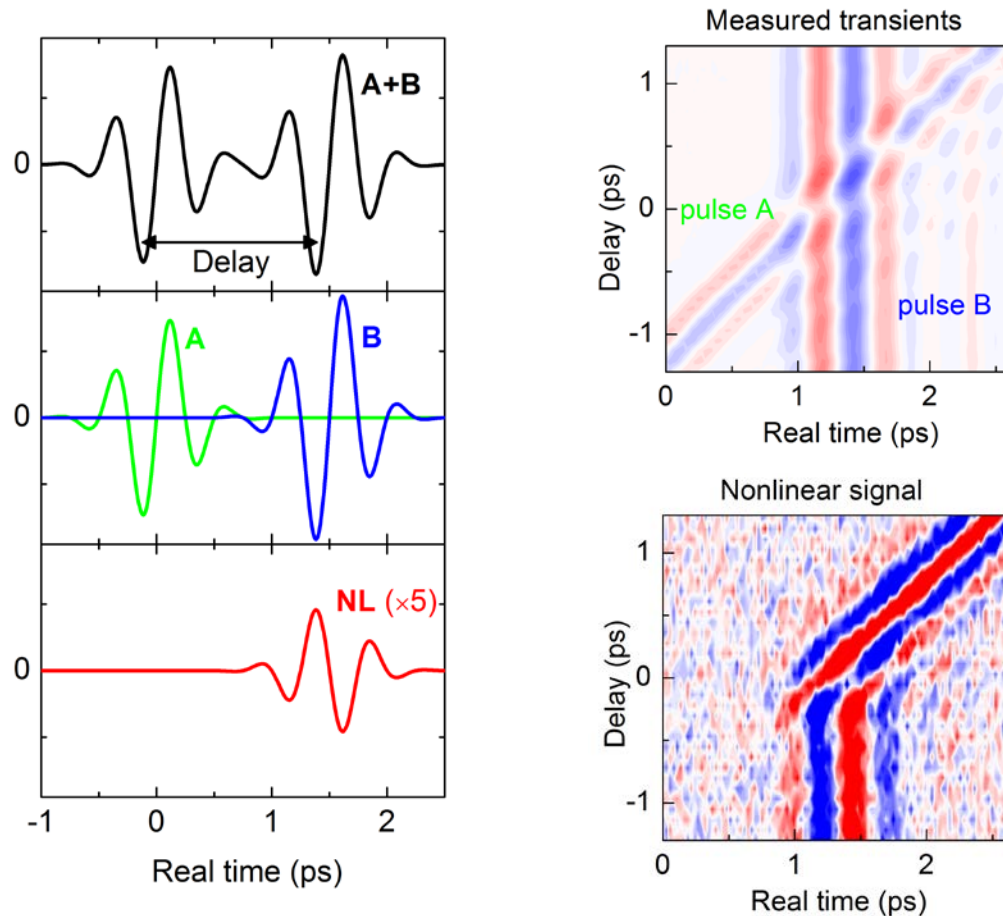 A+B
0
Delay
A
B
0
NL (×5)
0
-1
0
1
2
Real time (ps)
Measured transients
1
0
-1
Delay (ps)
pulse A
pulse B
0
1
2
Real time (ps)
Nonlinear signal
1
0
-1
Delay (ps)
0
1
2
Real time (ps)